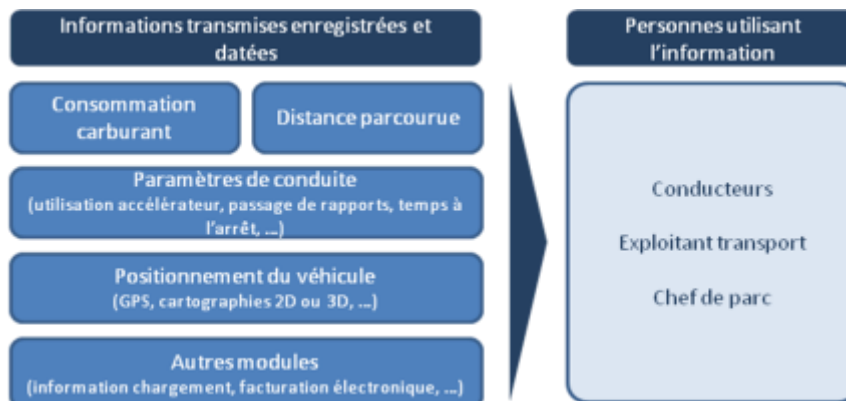 Informations transmises enregistrées et
datées
Consommation
carburant
Distance parcourue
Paramètres de conduite
(utilisation accélérateur, passage de rapports, temps à
l'arrêt, ...)
Positionnement du véhicule
(GPS, cartographies 2D ou 3D, ...)
Autres modules
(information chargement, facturation électronique, ...)
Personnes utilisant
l'information
Conducteurs
Exploitant transport
Chef de parc